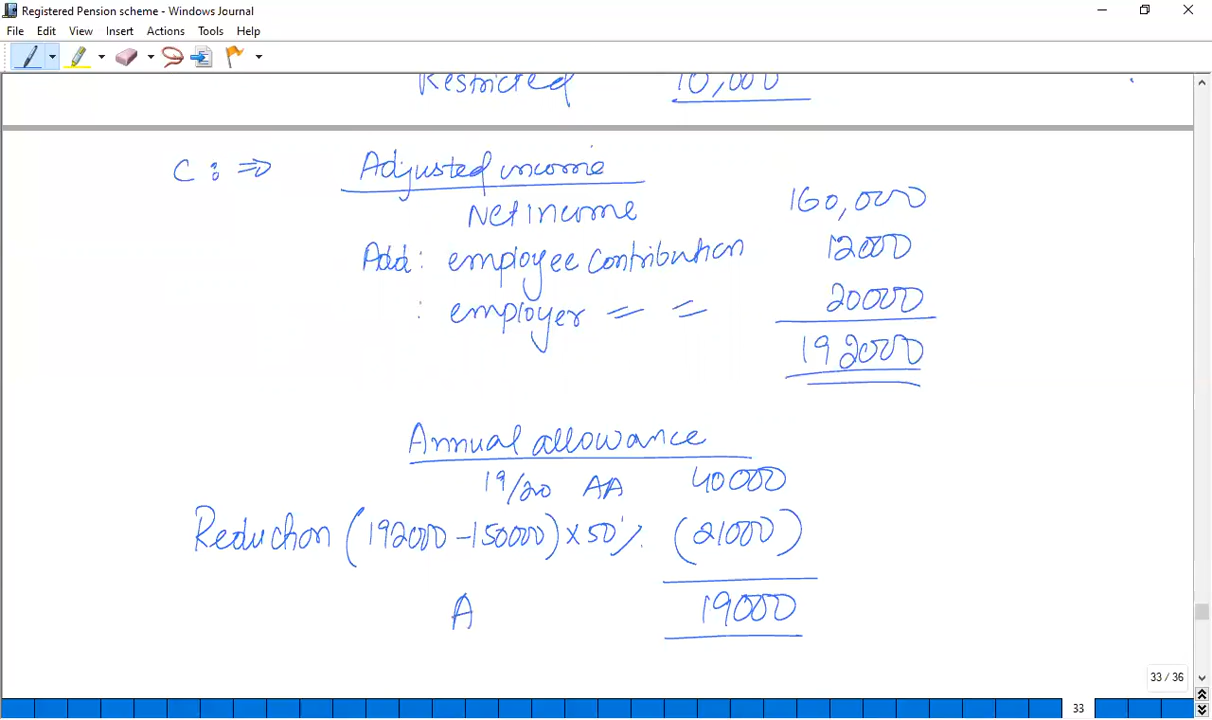 Registered Pension scheme - Windows Journal
File Edit View Insert Actions Tools Help
Restricted 10,000
C : ⇒ Adjusted income
Net income 160,000
Add : employee contribution 12000
: employer = = 20000
192000
Annual allowance
19/20 AA 40000
Reduction (192000 - 150000) × 50% (21000)
A 19000
33 / 36
33